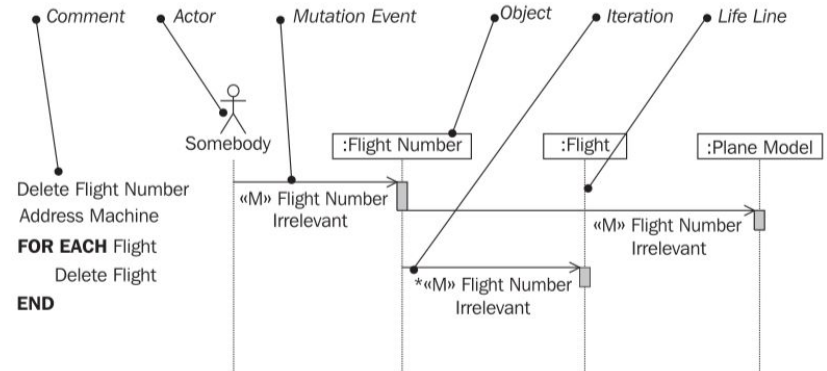 Comment
Actor
Mutation Event
Object
Iteration
Life Line
Somebody
:Flight Number
:Flight
:Plane Model
Delete Flight Number
Address Machine
FOR EACH Flight
Delete Flight
END
«M» Flight Number
Irrelevant
«M» Flight Number
Irrelevant
*«M» Flight Number
Irrelevant